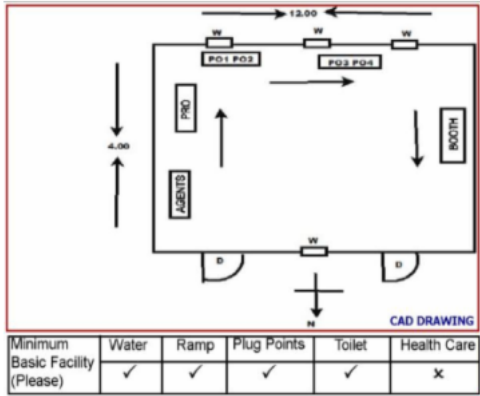 12.00
W
W
W
PO1 PO2
PO3 PO4
PRO
BOOTH
4.00
AGENTS
W
D
D
N
CAD DRAWING
Minimum Basic Facility (Please) Water Ramp Plug Points Toilet Health Care
✓ ✓ ✓ ✓ ×